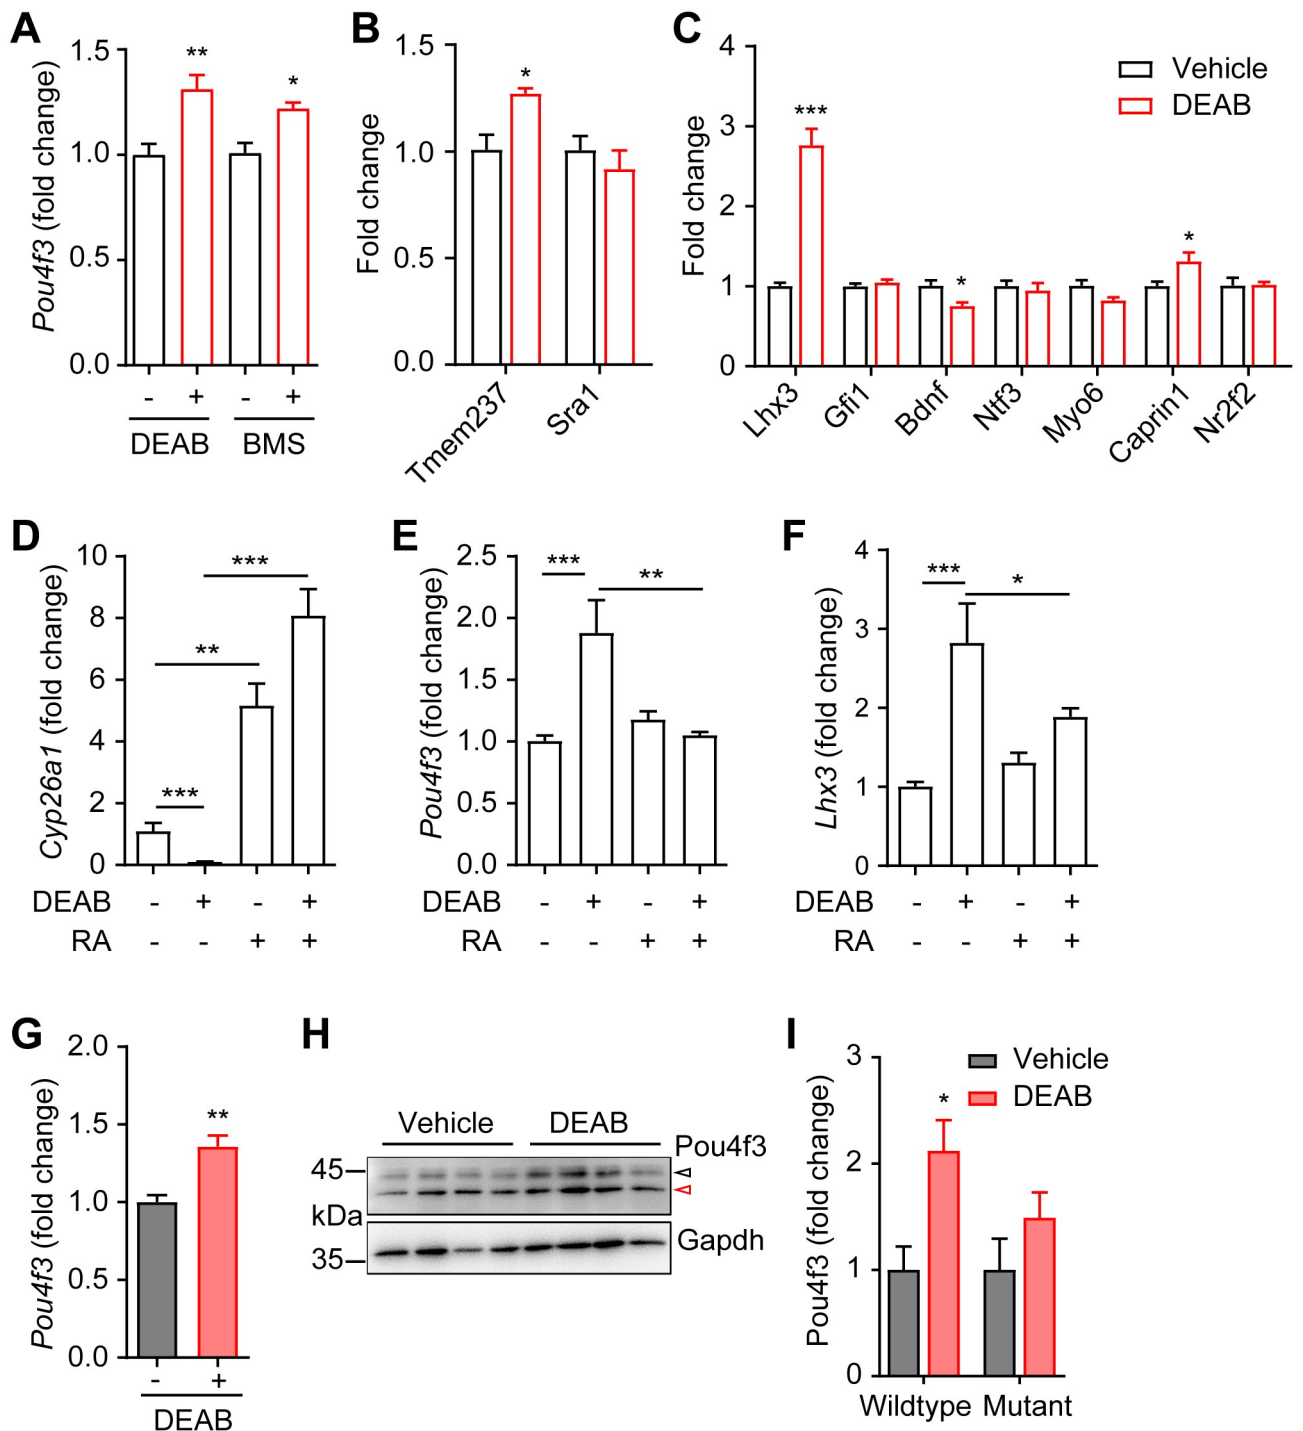 A
Pou4f3 (fold change)
1.5
1.0
0.5
0.0
**
*
- + - +
DEAB BMS
B
Fold change
1.5
1.0
0.5
0.0
*
Tmem237 Sra1
C
Fold change
4
3
2
1
0
Vehicle
DEAB
***
*
*
Lhx3 Gfi1 Bdnf Ntf3 Myo6 Caprin1 Nr2f2
D
Cyp26a1 (fold change)
10
8
6
4
2
0
***
**
***
DEAB - + - +
RA - - + +
E
Pou4f3 (fold change)
2.5
2.0
1.5
1.0
0.5
0.0
***
**
DEAB - + - +
RA - - + +
F
Lhx3 (fold change)
4
3
2
1
0
***
*
DEAB - + - +
RA - - + +
G
Pou4f3 (fold change)
2.0
1.5
1.0
0.5
0.0
**
- +
DEAB
H
Vehicle DEAB
Pou4f3
45
kDa
35
Gapdh
I
Pou4f3 (fold change)
3
2
1
0
Vehicle
DEAB
*
Wildtype Mutant